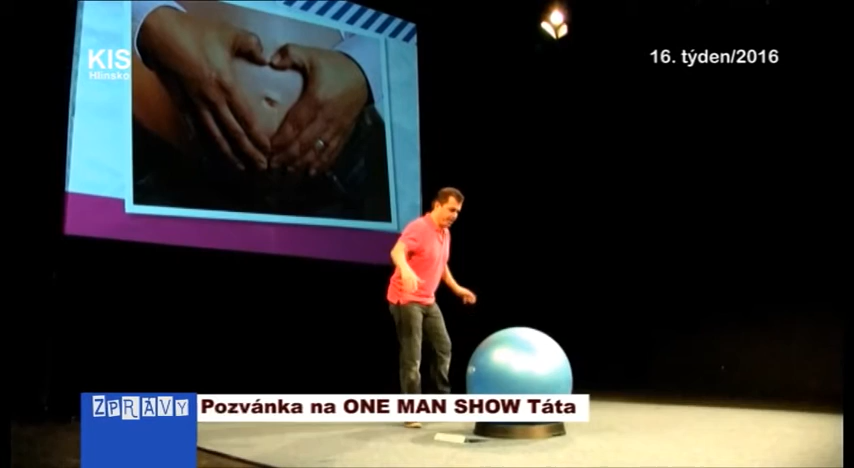 KIS
Hlinsko
16. týden/2016
ZPRÁVY
Pozvánka na ONE MAN SHOW Táta